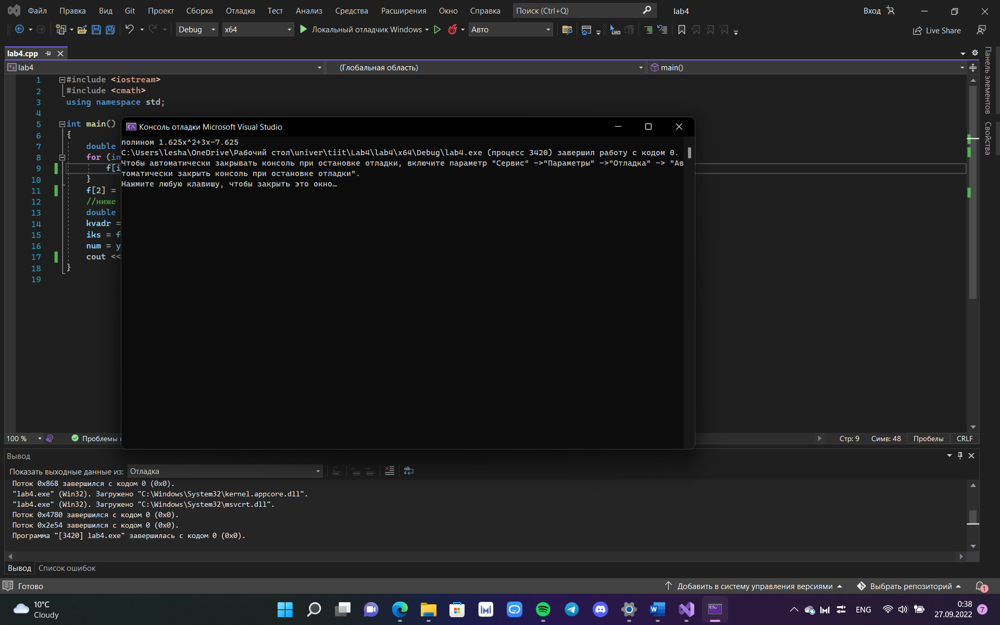 Файл Правка Вид Git Проект Сборка Отладка Тест Анализ Средства Расширения Окно Справка Поиск (Ctrl+Q) lab4 Вход
Debug x64 Локальный отладчик Windows Авто Live Share
lab4.cpp
lab4 (Глобальная область) main()
1 #include <iostream>
2 #include <cmath>
3 using namespace std;
4
5 int main()
6 {
7 double
8 for (in
9 f[i
10 }
11 f[2] =
12 //ниже
13 double
14 kvadr =
15 iks = f
16 num = y
17 cout <<
18 }
19
Консоль отладки Microsoft Visual Studio
полином 1.625x^2+3x-7.625
C:\Users\lesha\OneDrive\Рабочий стол\univer\tiit\Lab4\lab4\x64\Debug\lab4.exe (процесс 3420) завершил работу с кодом 0.
Чтобы автоматически закрывать консоль при остановке отладки, включите параметр "Сервис" ->"Параметры" ->"Отладка" -> "Ав
томатически закрыть консоль при остановке отладки".
Нажмите любую клавишу, чтобы закрыть это окно…
Панель элементов
Свойства
100 % Проблемы Стр: 9 Симв: 48 Пробелы CRLF
Вывод
Показать выходные данные из: Отладка
Поток 0x868 завершился с кодом 0 (0x0).
"lab4.exe" (Win32). Загружено "C:\Windows\System32\kernel.appcore.dll".
"lab4.exe" (Win32). Загружено "C:\Windows\System32\msvcrt.dll".
Поток 0x4780 завершился с кодом 0 (0x0).
Поток 0x2e54 завершился с кодом 0 (0x0).
Программа "[3420] lab4.exe" завершилась с кодом 0 (0x0).
Вывод Список ошибок
Готово Добавить в систему управления версиями Выбрать репозиторий 1
10°C
Cloudy
ENG
0:38
27.09.2022
7